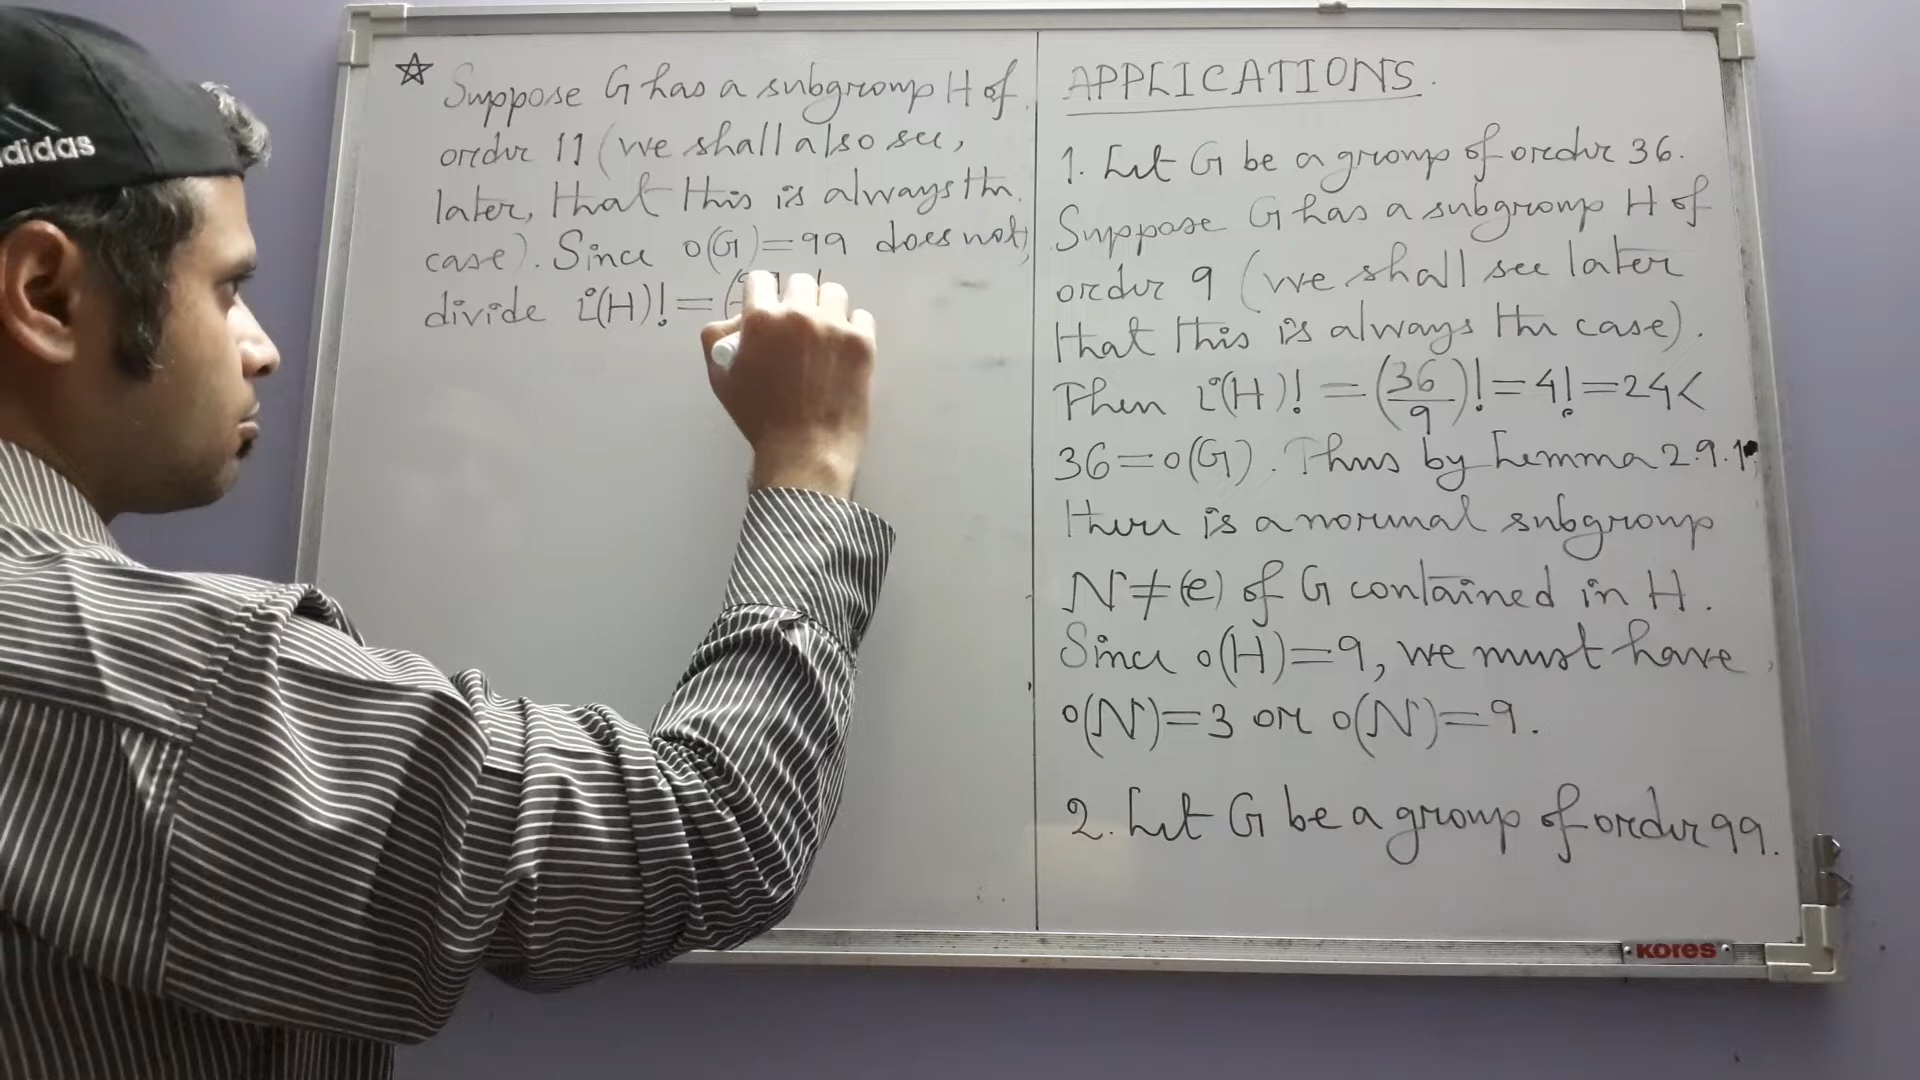 ☆ Suppose G has a subgroup H of
order 11 (we shall also see,
later, that this is always the
case). Since o(G)=99 does not
divide i(H)! = (
APPLICATIONS.
1. Let G be a group of order 36.
Suppose G has a subgroup H of
order 9 (we shall see later
that this is always the case).
Then i(H)! = (36/9)! = 4! = 24 <
36 = o(G). Thus by Lemma 2.9.1,
there is a normal subgroup
N ≠ (e) of G contained in H.
Since o(H)=9, we must have
o(N)=3 or o(N)=9.
2. Let G be a group of order 99.
adidas
KORES